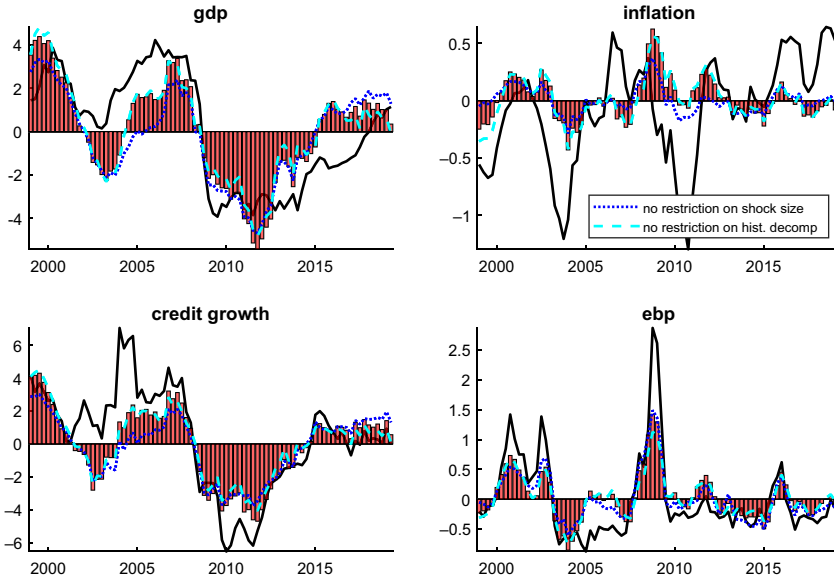 gdp
4
2
0
−2
−4
2000 2005 2010 2015
inflation
0.5
0
−0.5
−1
no restriction on shock size
no restriction on hist. decomp
2000 2005 2010 2015
credit growth
6
4
2
0
−2
−4
−6
2000 2005 2010 2015
ebp
2.5
2
1.5
1
0.5
0
−0.5
2000 2005 2010 2015